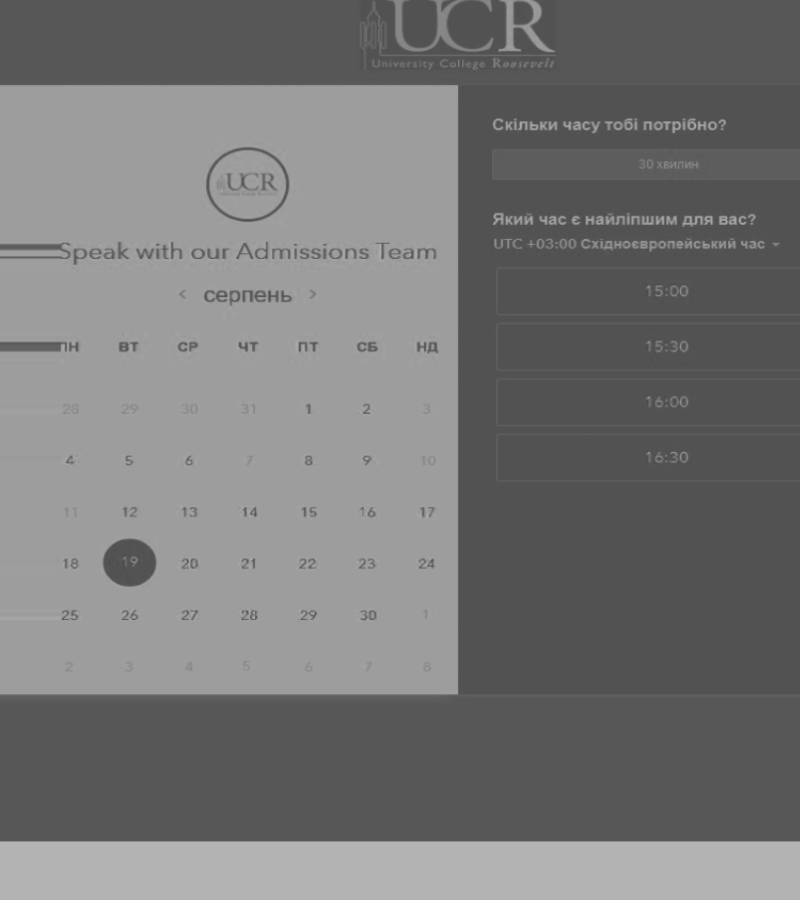 UCR
University College Roosevelt
UCR
Speak with our Admissions Team
< серпень >
ПН ВТ СР ЧТ ПТ СБ НД
28 29 30 31 1 2 3
4 5 6 7 8 9 10
11 12 13 14 15 16 17
18 19 20 21 22 23 24
25 26 27 28 29 30 1
2 3 4 5 6 7 8
Скільки часу тобі потрібно?
30 хвилин
Який час є найліпшим для вас?
UTC +03:00 Східноєвропейський час
15:00
15:30
16:00
16:30